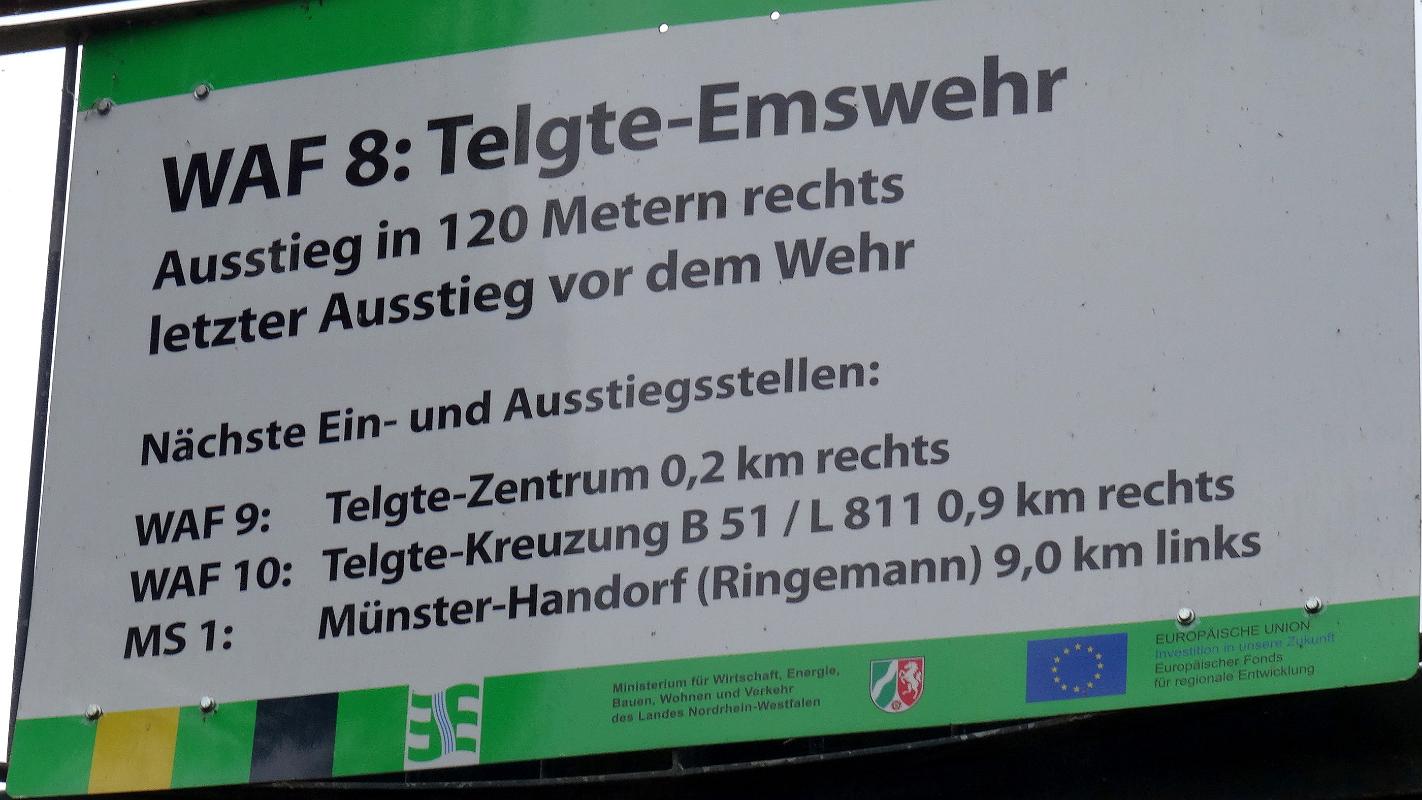 WAF 8: Telgte-Emswehr
Ausstieg in 120 Metern rechts
letzter Ausstieg vor dem Wehr
Nächste Ein- und Ausstiegsstellen:
WAF 9: Telgte-Zentrum 0,2 km rechts
WAF 10: Telgte-Kreuzung B 51 / L 811 0,9 km rechts
MS 1: Münster-Handorf (Ringemann) 9,0 km links
Ministerium für Wirtschaft, Energie,
Bauen, Wohnen und Verkehr
des Landes Nordrhein-Westfalen
EUROPÄISCHE UNION
Investition in unsere Zukunft
Europäischer Fonds
für regionale Entwicklung